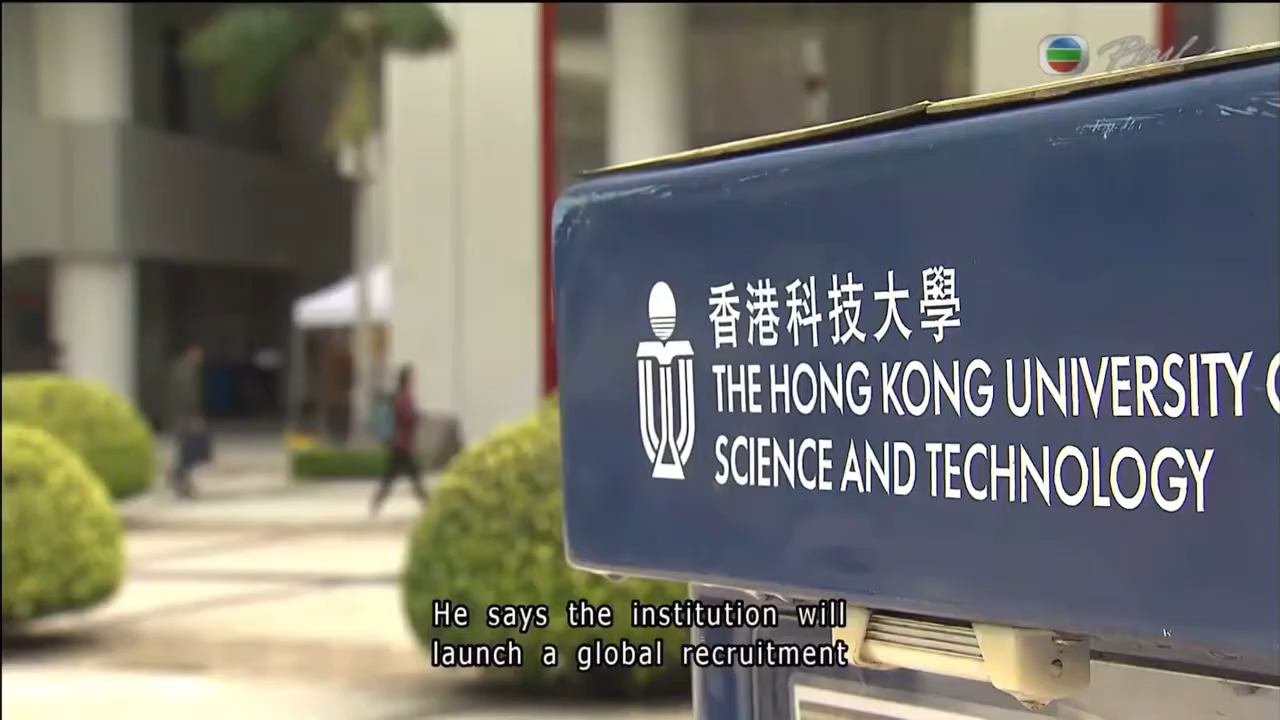 Pearl
香港科技大學
THE HONG KONG UNIVERSITY
SCIENCE AND TECHNOLOGY
He says the institution will
launch a global recruitment